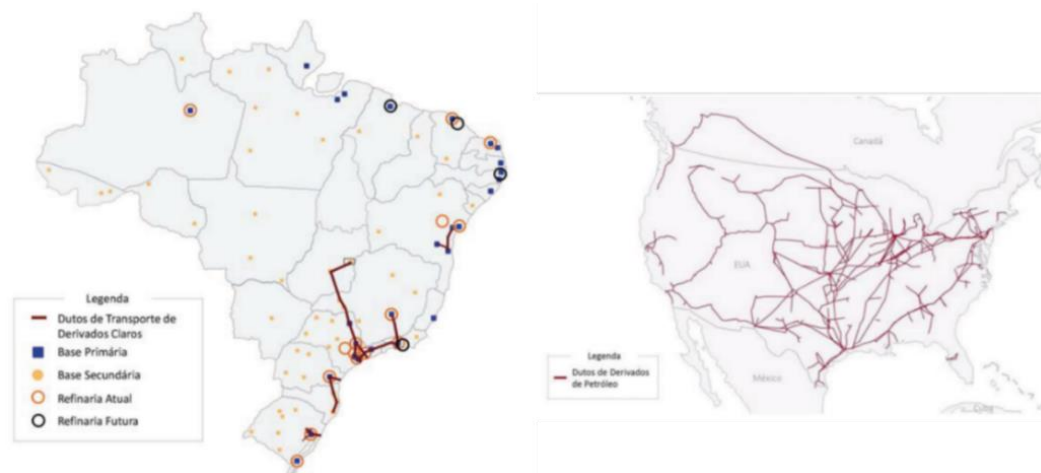 Legenda
Dutos de Transporte de
Derivados Claros
Base Primária
Base Secundária
Refinaria Atual
Refinaria Futura
Canadá
EUA
México
Cuba
Legenda
Dutos de Derivados
de Petróleo